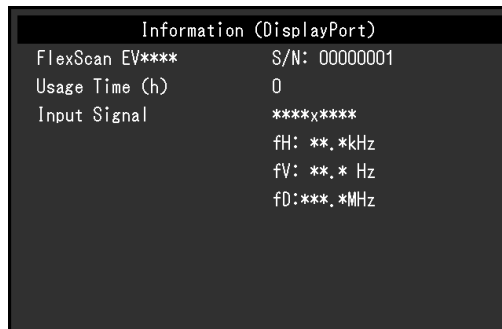 Information (DisplayPort)
FlexScan EV**** S/N: 00000001
Usage Time (h) 0
Input Signal ****x****
fH: **.*kHz
fV: **.* Hz
fD:***.*MHz